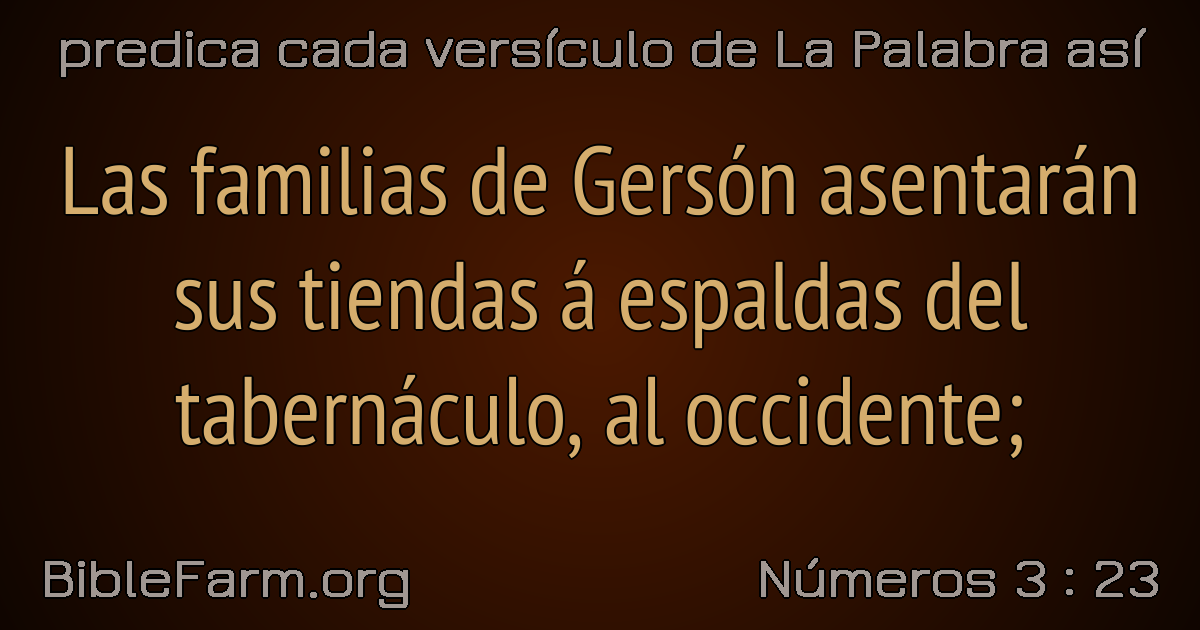 predica cada versículo de La Palabra así
Las familias de Gersón asentarán
sus tiendas á espaldas del
tabernáculo, al occidente;
BibleFarm.org
Números 3 : 23